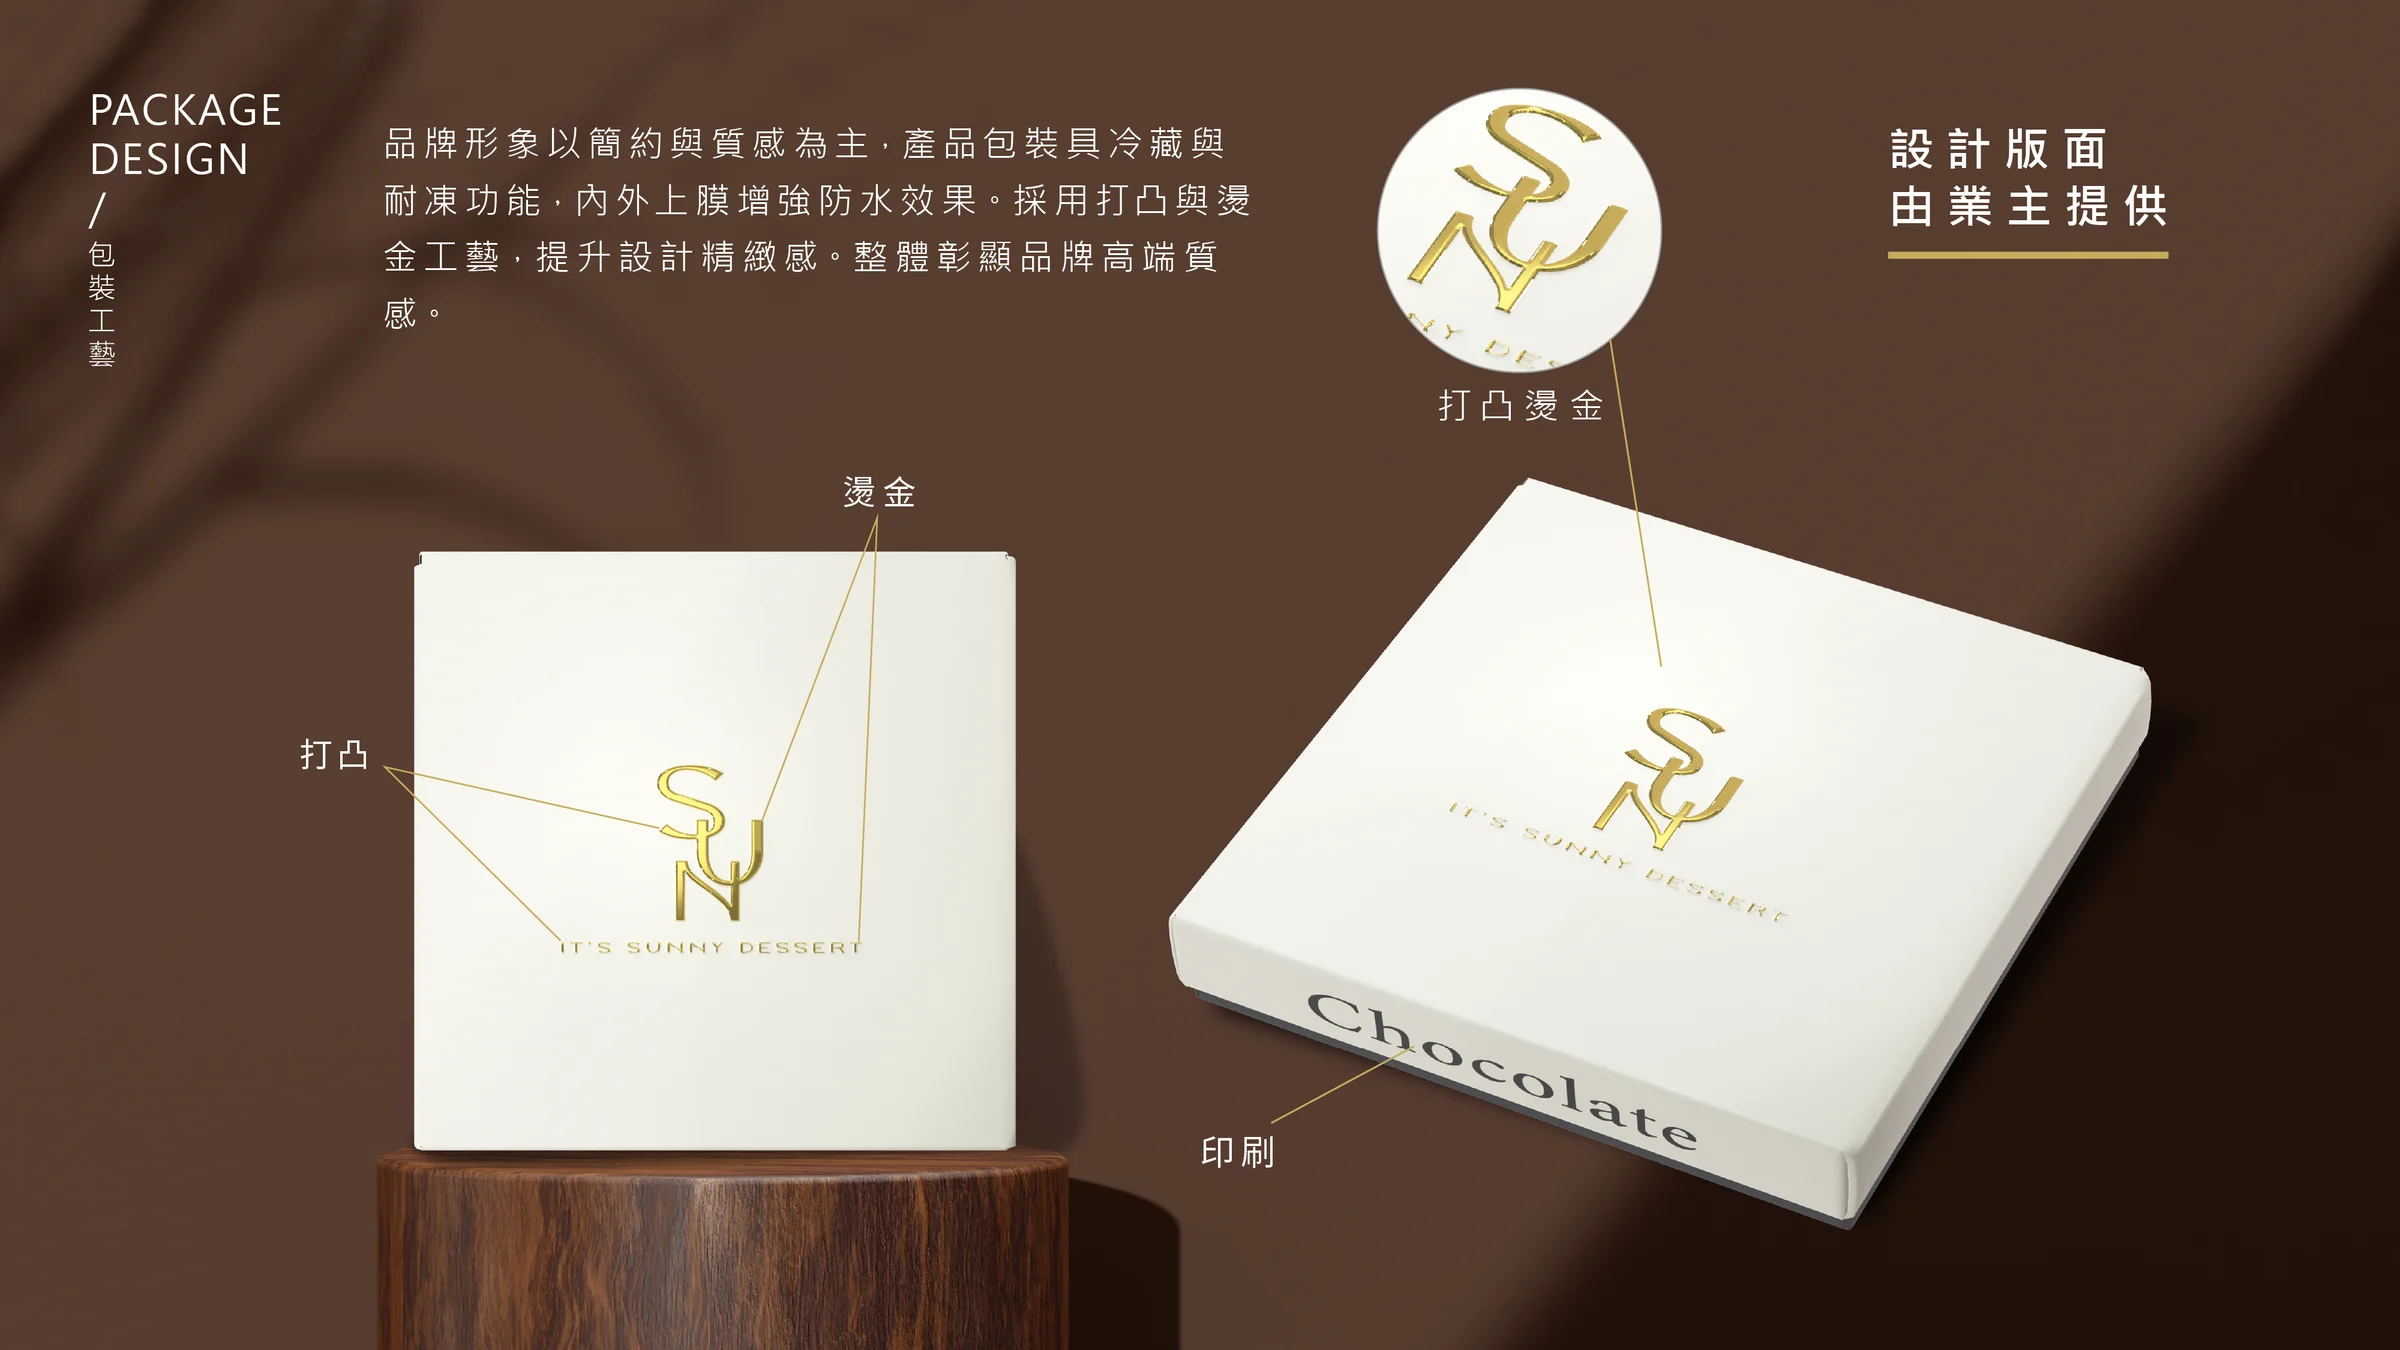 PACKAGE
DESIGN
/
包裝工藝
品牌形象以簡約與質感為主，產品包裝具冷藏與
耐凍功能，內外上膜增強防水效果。採用打凸與燙
金工藝，提升設計精緻感。整體彰顯品牌高端質
感。
SUN
NY DES
打凸燙金
設計版面
由業主提供
燙金
打凸
SUN
IT'S SUNNY DESSERT
SUN
IT'S SUNNY DESSERT
Chocolate
印刷